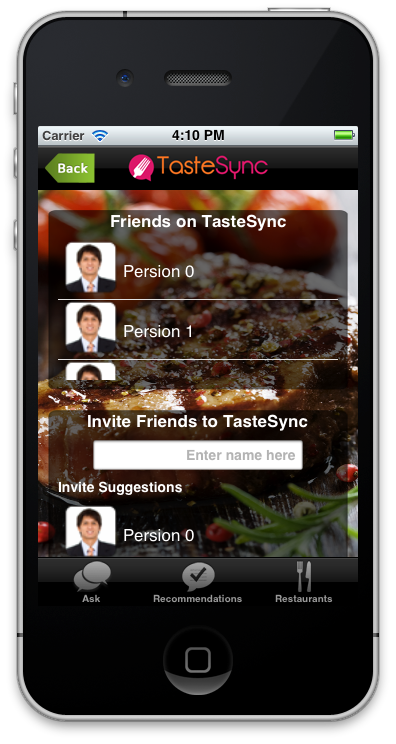 Carrier 4:10 PM
Back TasteSync
Friends on TasteSync
Persion 0
Persion 1
Invite Friends to TasteSync
Enter name here
Invite Suggestions
Persion 0
Ask Recommendations Restaurants